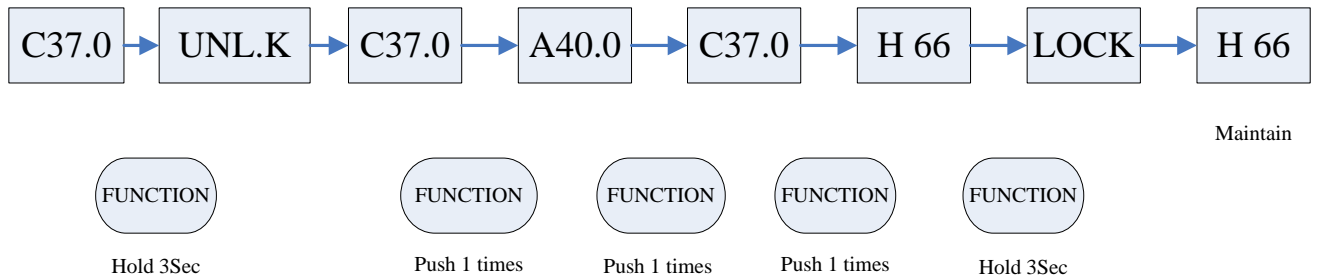 C37.0 UNL.K C37.0 A40.0 C37.0 H 66 LOCK H 66
Maintain
FUNCTION FUNCTION FUNCTION FUNCTION FUNCTION
Hold 3Sec Push 1 times Push 1 times Push 1 times Hold 3Sec